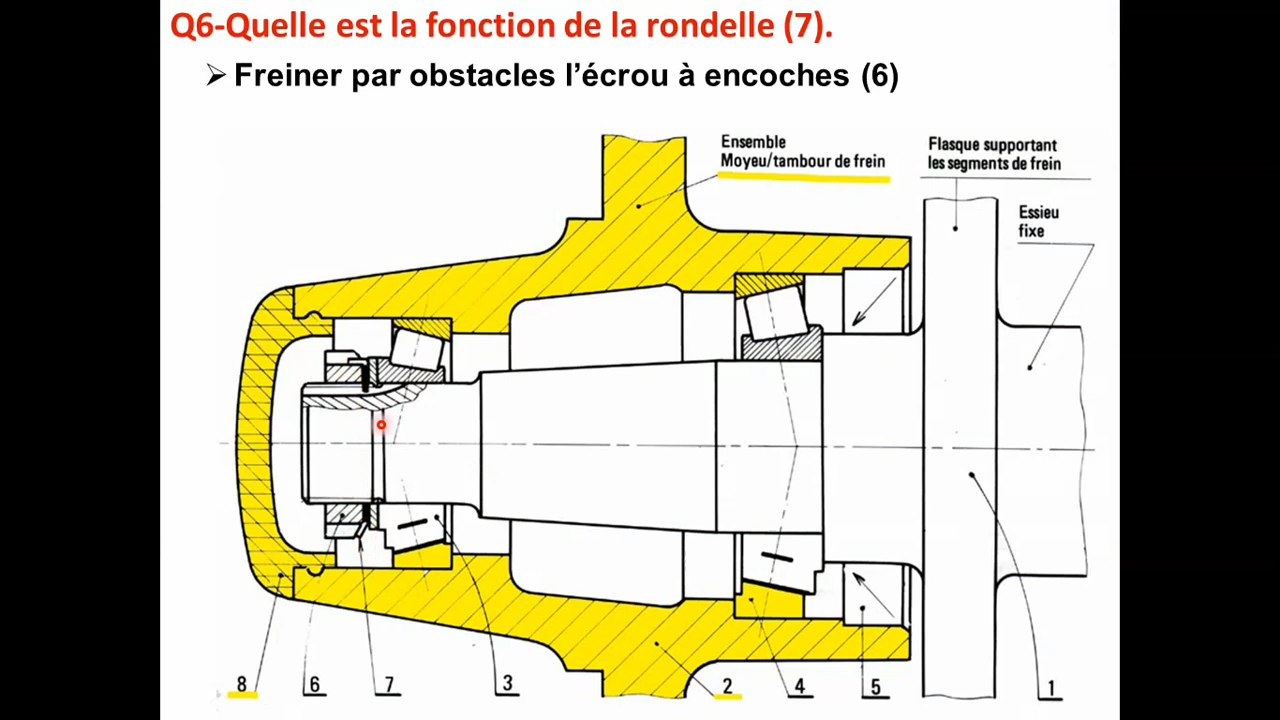 Q6-Quelle est la fonction de la rondelle (7).
➢ Freiner par obstacles l’écrou à encoches (6)
Ensemble
Moyeu/tambour de frein
Flasque supportant
les segments de frein
Essieu
fixe
8 6 7 3 2 4 5 1